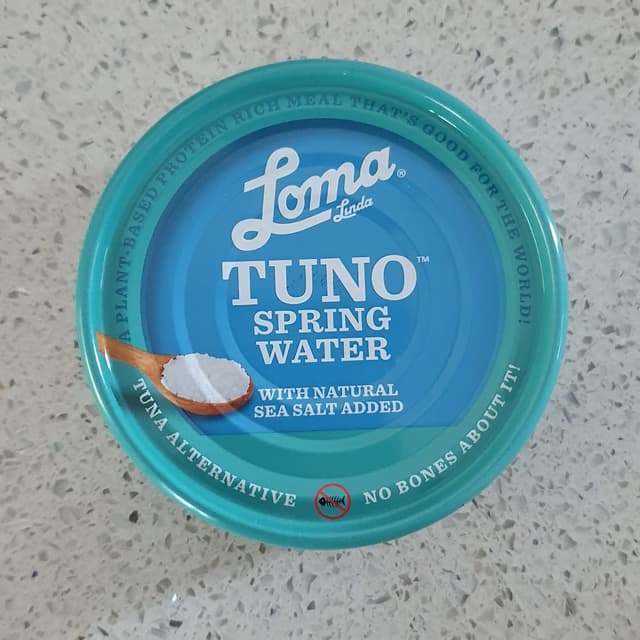 A PLANT-BASED PROTEIN RICH MEAL THAT'S GOOD FOR THE WORLD!
Loma®
Linda
TUNO™
SPRING
WATER
WITH NATURAL
SEA SALT ADDED
TUNA ALTERNATIVE
NO BONES ABOUT IT!